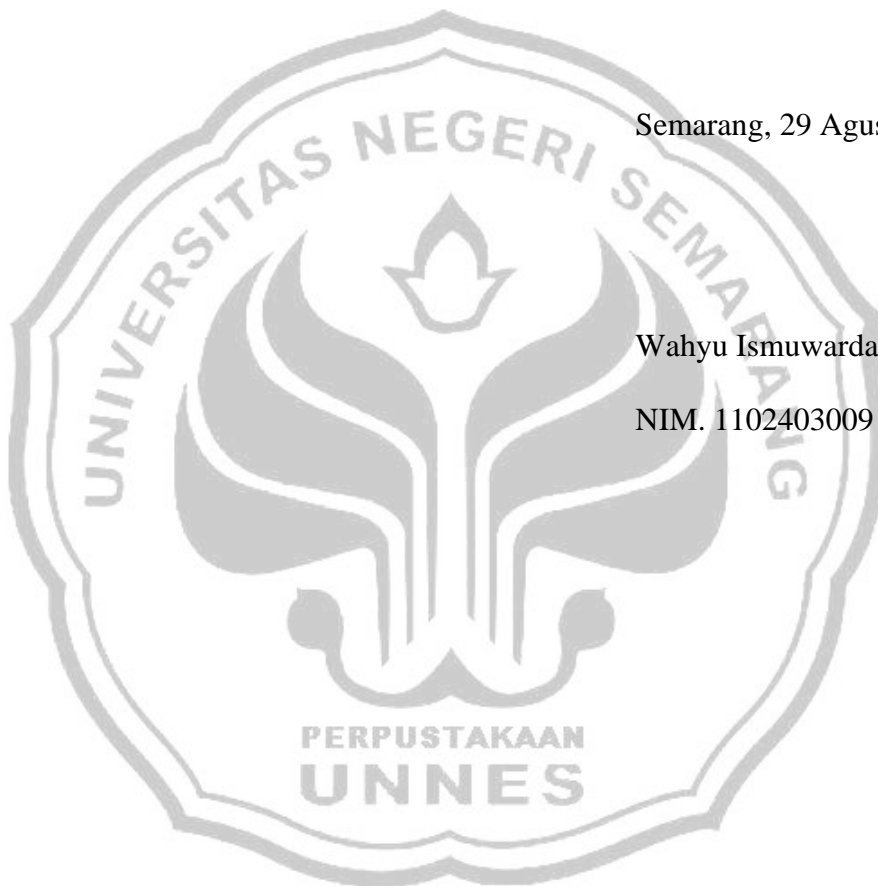 Semarang, 29 Agus
UNIVERSITAS NEGERI SEMARANG
Wahyu Ismuwarda
NIM. 1102403009
PERPUSTAKAAN
UNNES